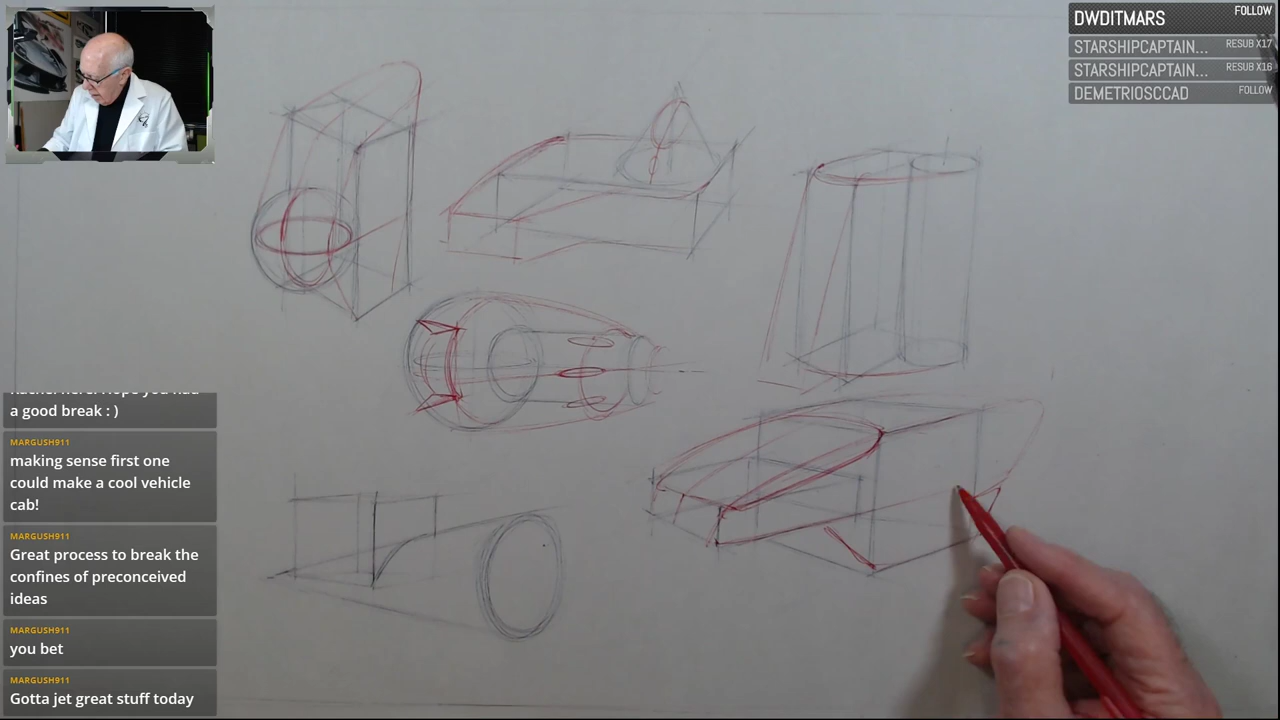 DWDITMARS FOLLOW
STARSHIPCAPTAIN... RESUB X17
STARSHIPCAPTAIN... RESUB X16
DEMETRIOSCCAD FOLLOW
a good break : )
MARGUSH911
making sense first one
could make a cool vehicle
cab!
MARGUSH911
Great process to break the
confines of preconceived
ideas
MARGUSH911
you bet
MARGUSH911
Gotta jet great stuff today